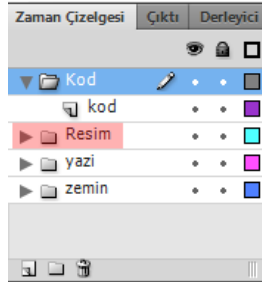 Zaman Çizelgesi Çıktı Derleyici
Kod
kod
Resim
yazi
zemin